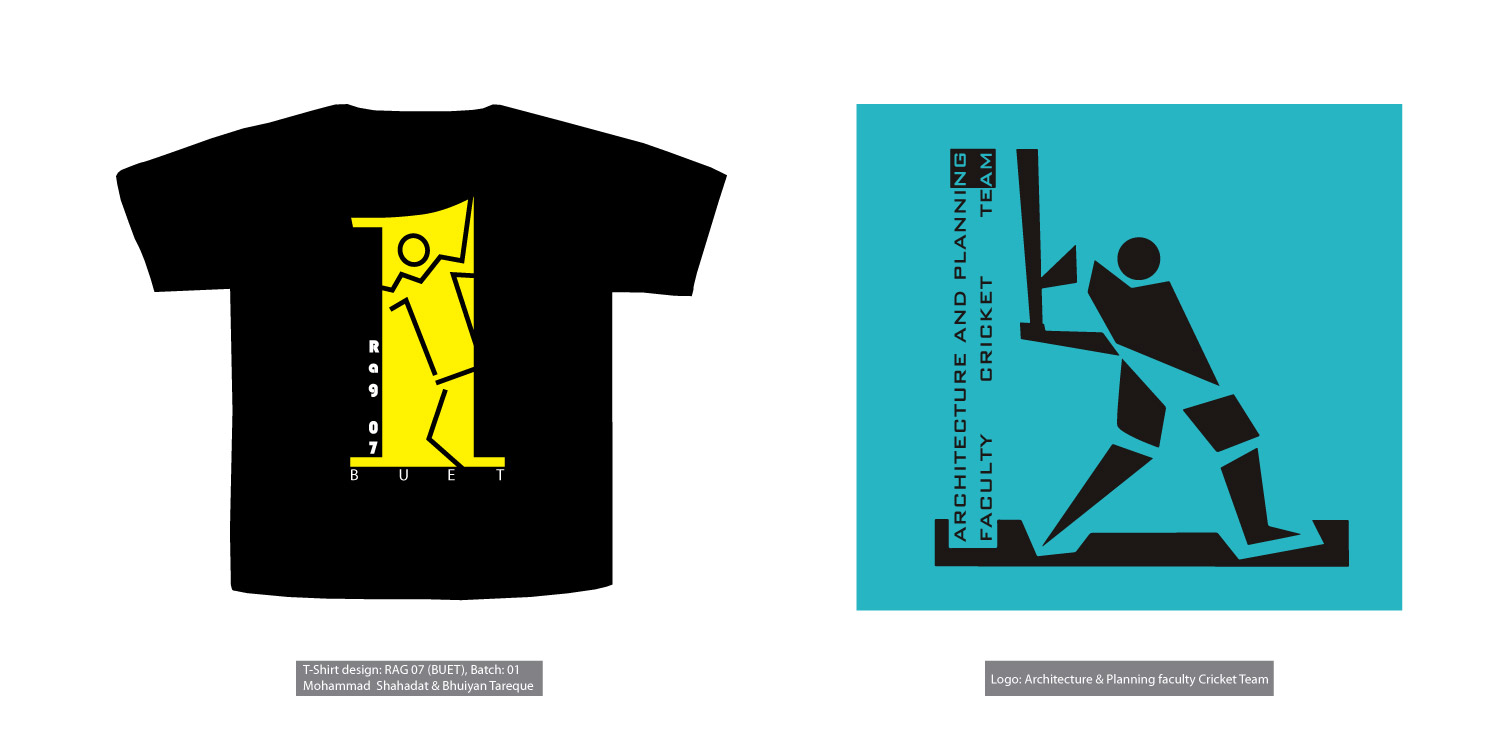 Rag 07
BUET
T-Shirt design: RAG 07 (BUET), Batch: 01
Mohammad Shahadat & Bhuiyan Tareque
ARCHITECTURE AND PLANNING
FACULTY CRICKET TEAM
Logo: Architecture & Planning faculty Cricket Team